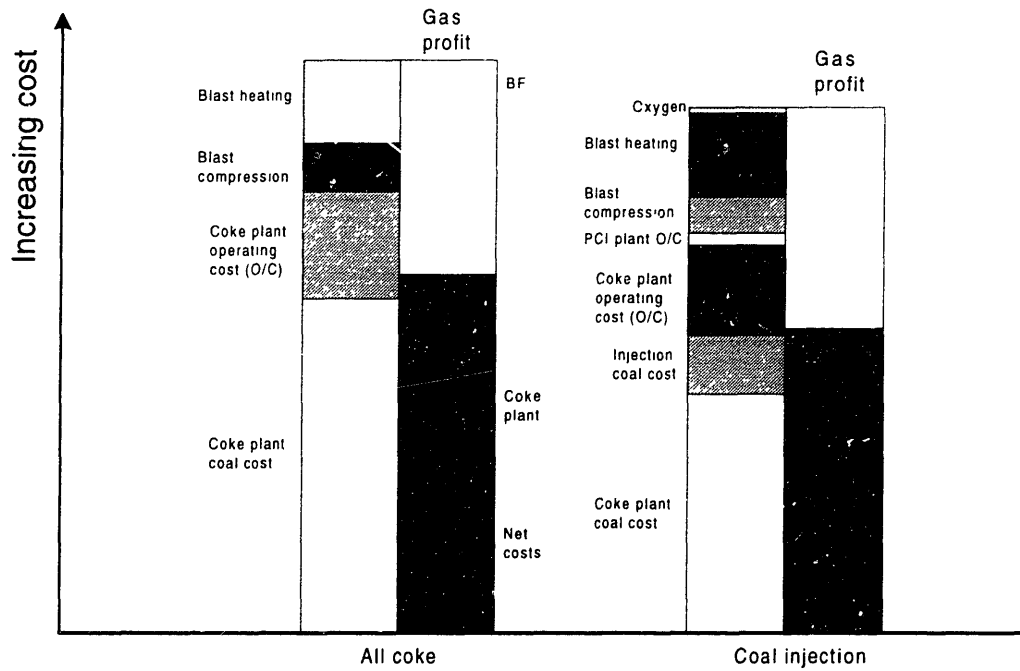 Increasing cost
Gas
profit
BF
Blast heating
Blast
compression
Coke plant
operating
cost (O/C)
Coke plant
coal cost
Coke
plant
Net
costs
All coke
Gas
profit
Cxygen
Blast heating
Blast
compression
PCI plant O/C
Coke plant
operating
cost (O/C)
Injection
coal cost
Coke plant
coal cost
Coal injection